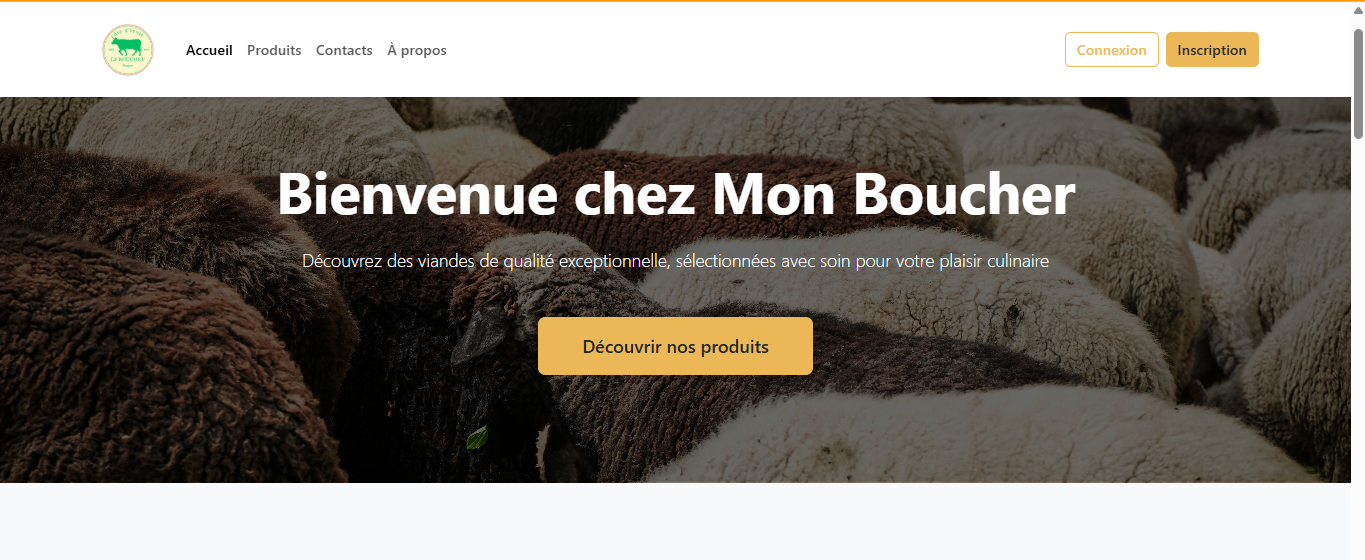 LE BOUCHER
Accueil
Produits
Contacts
À propos
Connexion
Inscription
Bienvenue chez Mon Boucher
Découvrez des viandes de qualité exceptionnelle, sélectionnées avec soin pour votre plaisir culinaire
Découvrir nos produits